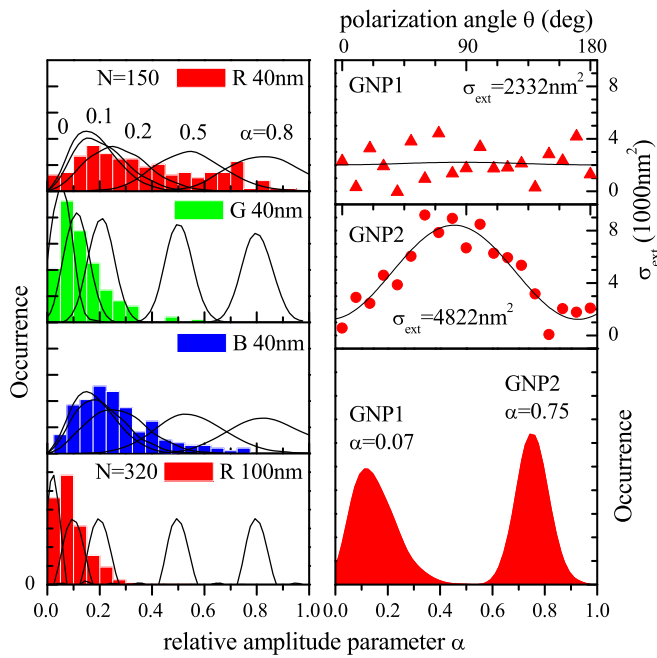 polarization angle θ (deg)
0 90 180
N=150 R 40nm
0 0.1 0.2 0.5 α=0.8
G 40nm
B 40nm
N=320 R 100nm
Occurrence
0
0.0 0.2 0.4 0.6 0.8 1.0
GNP1 σext=2332nm²
8
4
0
GNP2
σext=4822nm²
8
4
0
σext (1000nm²)
GNP1
α=0.07
GNP2
α=0.75
Occurrence
0.0 0.2 0.4 0.6 0.8 1.0
relative amplitude parameter α